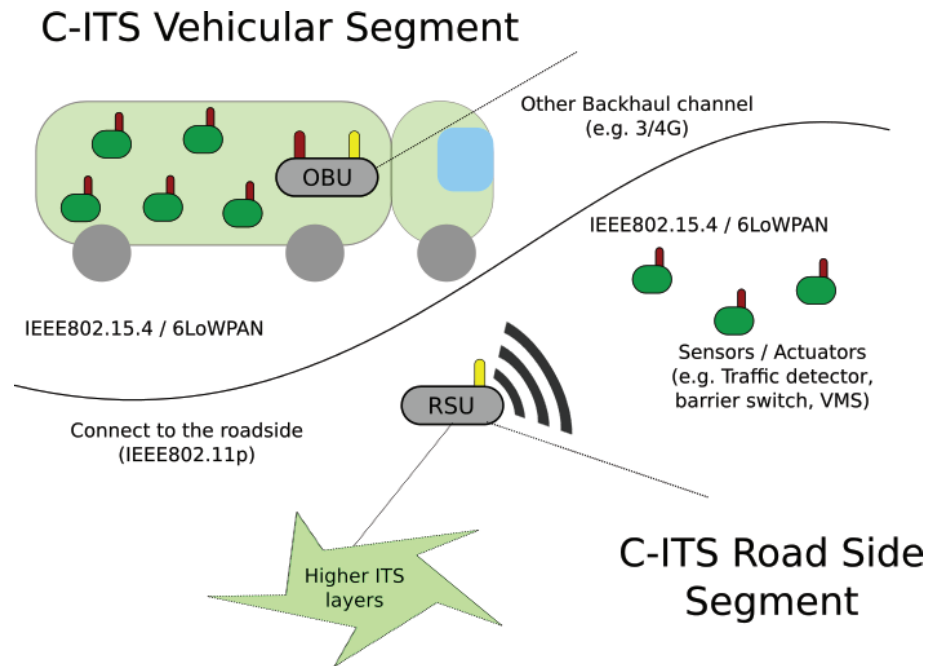 C-ITS Vehicular Segment
Other Backhaul channel
(e.g. 3/4G)
OBU
IEEE802.15.4 / 6LoWPAN
IEEE802.15.4 / 6LoWPAN
Sensors / Actuators
(e.g. Traffic detector,
barrier switch, VMS)
RSU
Connect to the roadside
(IEEE802.11p)
C-ITS Road Side
Segment
Higher ITS
layers